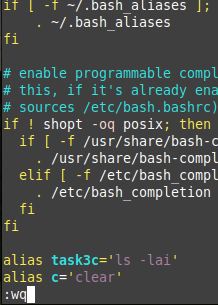 if [ -f ~/.bash_aliases ];
    . ~/.bash_aliases
fi

# enable programmable compl
# this, if it's already ena
# sources /etc/bash.bashrc)
if ! shopt -oq posix; then
  if [ -f /usr/share/bash-c
    . /usr/share/bash-compl
  elif [ -f /etc/bash_compl
    . /etc/bash_completion
  fi
fi

alias task3c='ls -lai'
alias c='clear'
:wq